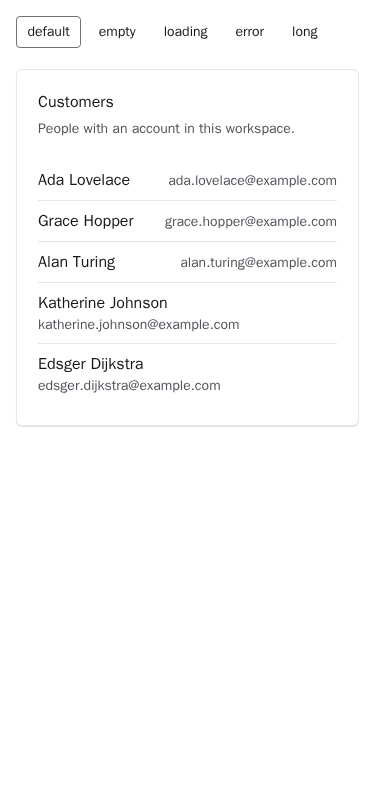 default empty loading error long
Customers
People with an account in this workspace.
Ada Lovelace ada.lovelace@example.com
Grace Hopper grace.hopper@example.com
Alan Turing alan.turing@example.com
Katherine Johnson
katherine.johnson@example.com
Edsger Dijkstra
edsger.dijkstra@example.com